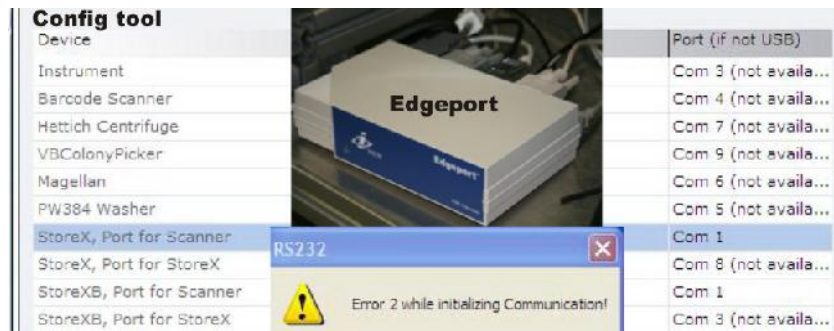 Config tool
Device
Port (if not USB)
Instrument
Com 3 (not availa...
Barcode Scanner
Com 4 (not availa...
Hettich Centrifuge
Com 7 (not availa...
VBColonyPicker
Com 9 (not availa...
Magellan
Com 6 (not availa...
PW384 Washer
Com 5 (not availa...
StoreX, Port for Scanner
Com 1
StoreX, Port for StoreX
Com 8 (not availa...
StoreXB, Port for Scanner
Com 1
StoreXB, Port for StoreX
Com 3 (not availa...
Edgeport
Edgeport
RS232
Error 2 while initializing Communication!